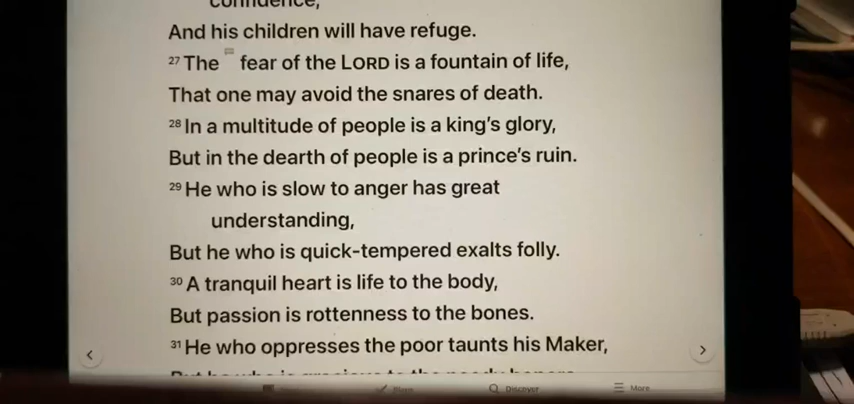 And his children will have refuge.
27 The fear of the LORD is a fountain of life,
That one may avoid the snares of death.
28 In a multitude of people is a king's glory,
But in the dearth of people is a prince's ruin.
29 He who is slow to anger has great
understanding,
But he who is quick-tempered exalts folly.
30 A tranquil heart is life to the body,
But passion is rottenness to the bones.
31 He who oppresses the poor taunts his Maker,
Discover More